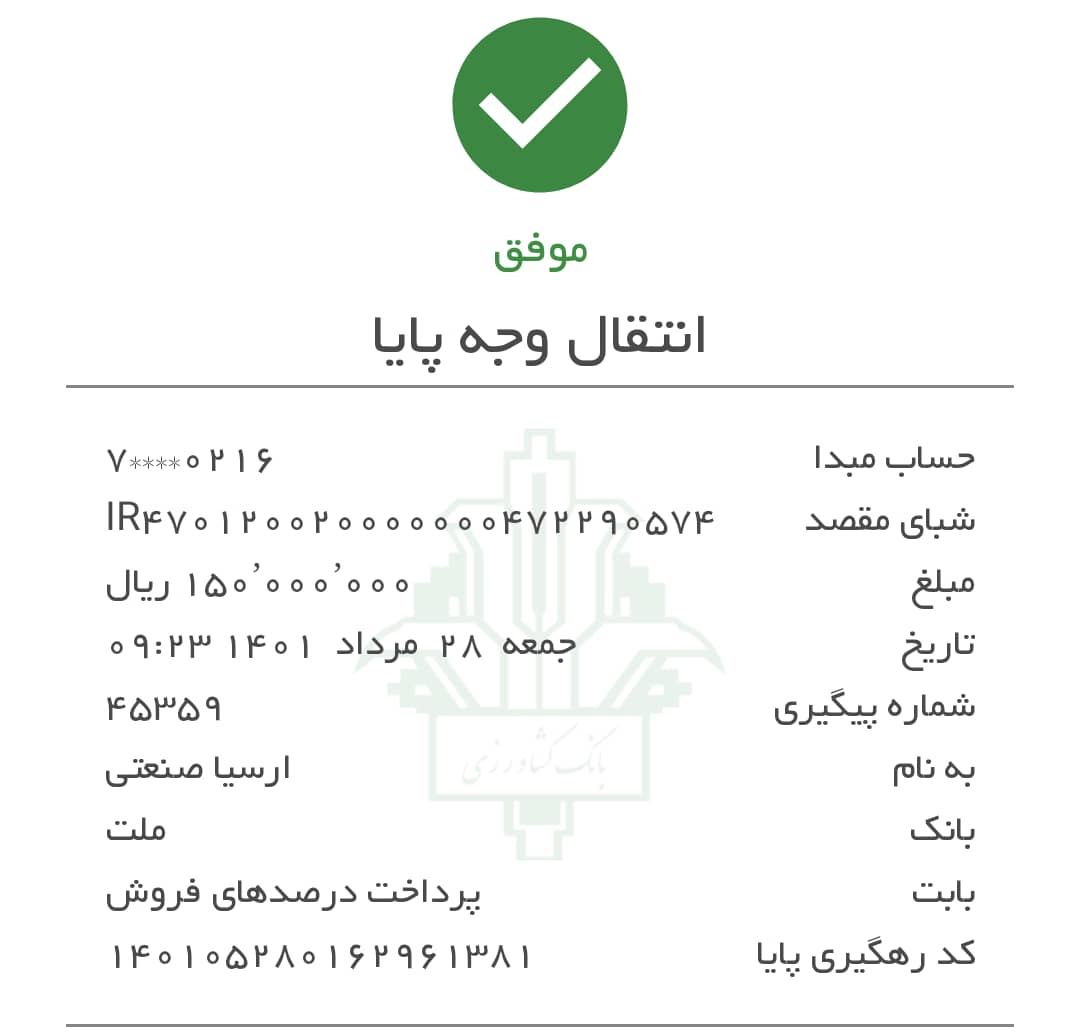 موفق
انتقال وجه پایا
حساب مبدا ۷****۰۲۱۶
شبای مقصد IR۴۷۰۱۲۰۰۲۰۰۰۰۰۰۰۴۷۲۲۹۰۵۷۴
مبلغ ۱۵۰٬۰۰۰٬۰۰۰ ریال
تاریخ جمعه ۲۸ مرداد ۱۴۰۱ ۰۹:۲۳
شماره پیگیری ۴۵۳۵۹
به نام ارسیا صنعتی
بانک کشاورزی
بانک ملت
بابت پرداخت درصدهای فروش
کد رهگیری پایا ۱۴۰۱۰۵۲۸۰۱۶۲۹۶۱۳۸۱